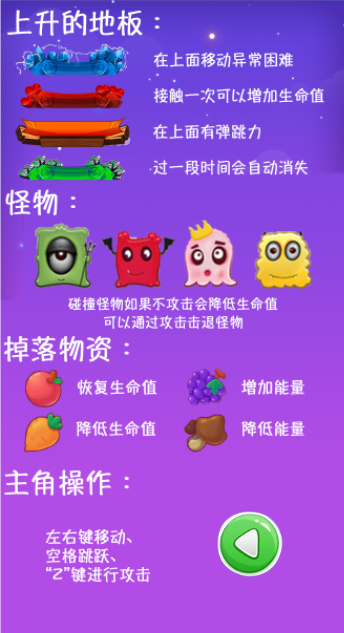 上升的地板：
在上面移动异常困难
接触一次可以增加生命值
在上面有弹跳力
过一段时间会自动消失
怪物：
碰撞怪物如果不攻击会降低生命值
可以通过攻击击退怪物
掉落物资：
恢复生命值
增加能量
降低生命值
降低能量
主角操作：
左右键移动、
空格跳跃、
“Z”键进行攻击